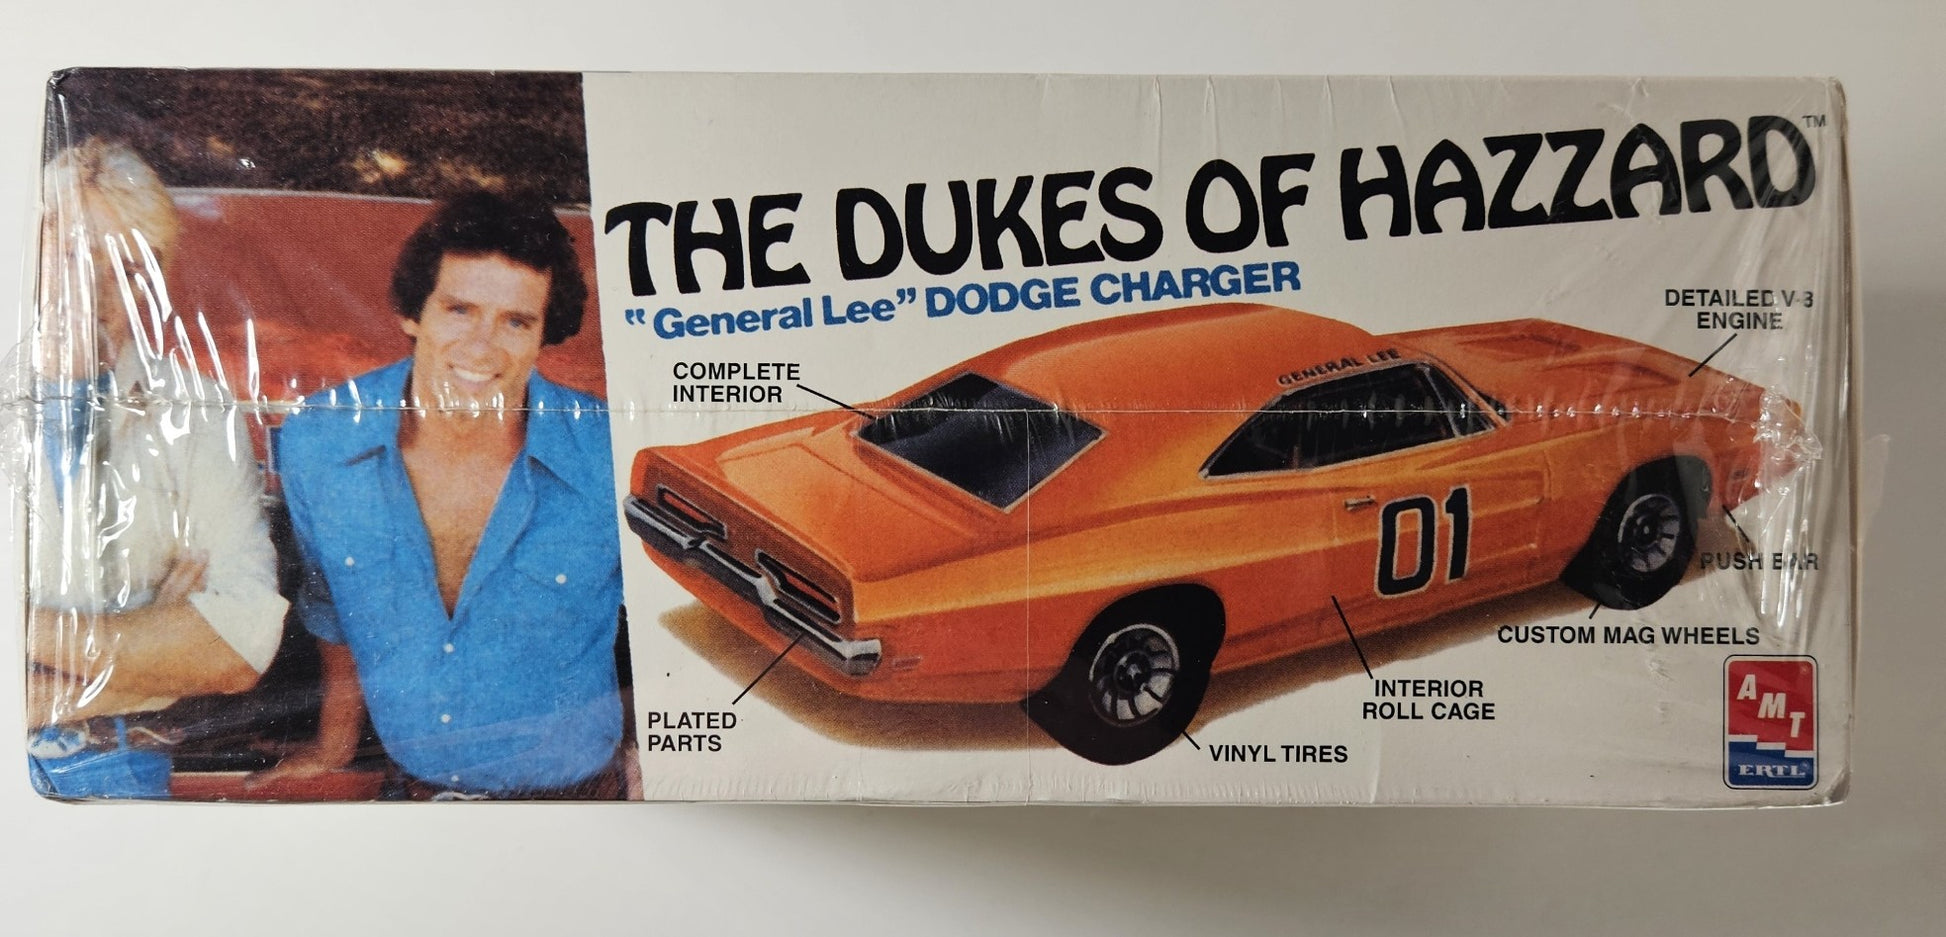 THE DUKES OF HAZZARD™
"General Lee" DODGE CHARGER
DETAILED V-8
ENGINE
COMPLETE
INTERIOR
GENERAL LEE
01
PUSH BAR
CUSTOM MAG WHEELS
INTERIOR
ROLL CAGE
PLATED
PARTS
VINYL TIRES
AMT
ERTL®